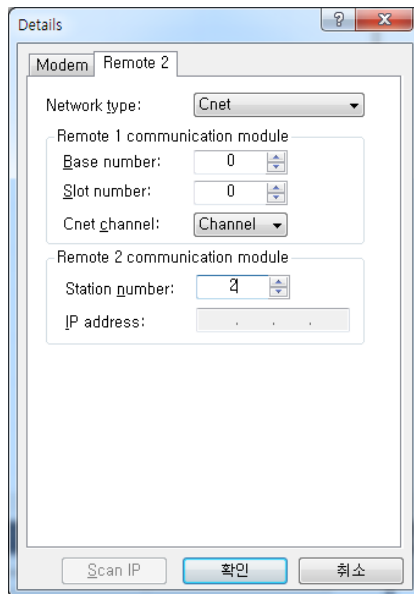 Details
Modem Remote 2
Network type: Cnet
Remote 1 communication module
Base number: 0
Slot number: 0
Cnet channel: Channel
Remote 2 communication module
Station number: 2
IP address: . . .
Scan IP 확인 취소